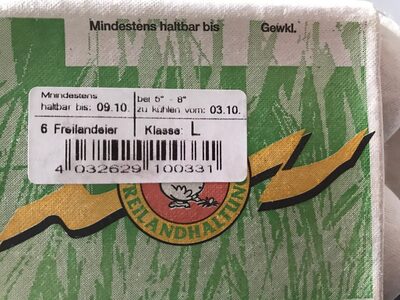 Mindestens haltbar bis Gewkl.
Mindestens bei 5° - 8°
haltbar bis: 09.10. zu kühlen vom: 03.10.
6 Freilandeier Klasse: L
4 032629 100331
FREILANDHALTUNG